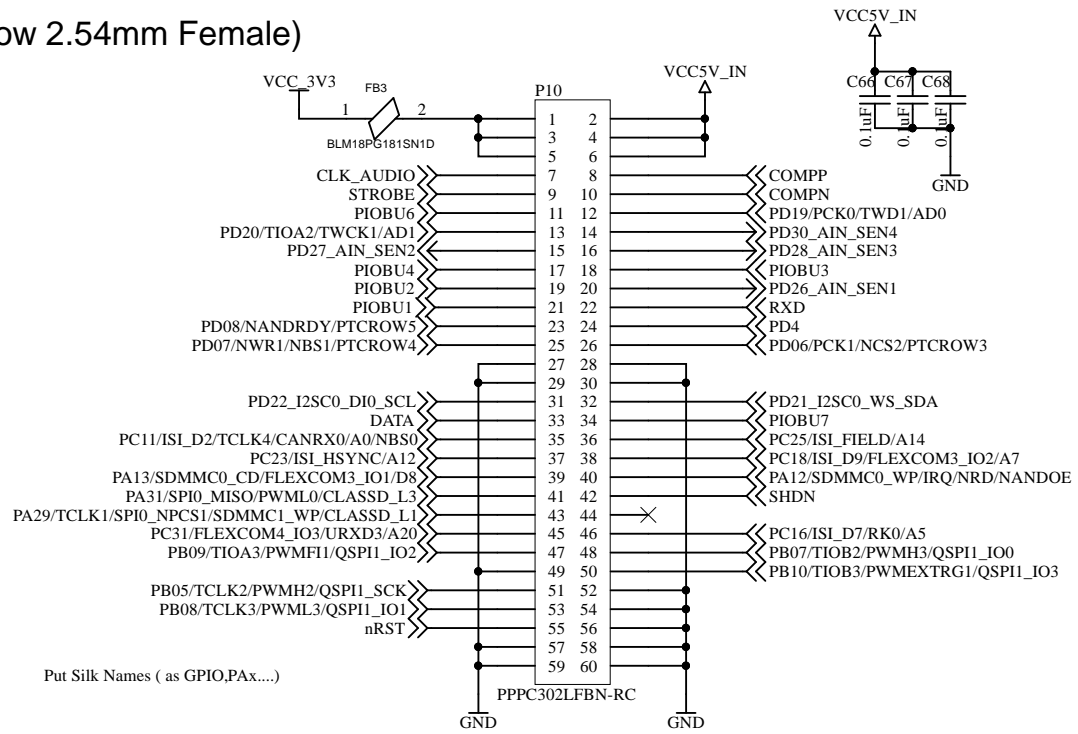 ow 2.54mm Female)
VCC5V_IN
C66 C67 C68
0.1uF 0.1uF 0.1uF
GND
VCC_3V3
FB3
1 2
BLM18PG181SN1D
VCC5V_IN
P10
1 2
3 4
5 6
CLK_AUDIO 7 8 COMPP
STROBE 9 10 COMPN
PIOBU6 11 12 PD19/PCK0/TWD1/AD0
PD20/TIOA2/TWCK1/AD1 13 14 PD30_AIN_SEN4
PD27_AIN_SEN2 15 16 PD28_AIN_SEN3
PIOBU4 17 18 PIOBU3
PIOBU2 19 20 PD26_AIN_SEN1
PIOBU1 21 22 RXD
PD08/NANDRDY/PTCROW5 23 24 PD4
PD07/NWR1/NBS1/PTCROW4 25 26 PD06/PCK1/NCS2/PTCROW3
27 28
29 30
PD22_I2SC0_DI0_SCL 31 32 PD21_I2SC0_WS_SDA
DATA 33 34 PIOBU7
PC11/ISI_D2/TCLK4/CANRX0/A0/NBS0 35 36 PC25/ISI_FIELD/A14
PC23/ISI_HSYNC/A12 37 38 PC18/ISI_D9/FLEXCOM3_IO2/A7
PA13/SDMMC0_CD/FLEXCOM3_IO1/D8 39 40 PA12/SDMMC0_WP/IRQ/NRD/NANDOE
PA31/SPI0_MISO/PWML0/CLASSD_L3 41 42 SHDN
PA29/TCLK1/SPI0_NPCS1/SDMMC1_WP/CLASSD_L1 43 44
PC31/FLEXCOM4_IO3/URXD3/A20 45 46 PC16/ISI_D7/RK0/A5
PB09/TIOA3/PWMFI1/QSPI1_IO2 47 48 PB07/TIOB2/PWMH3/QSPI1_IO0
49 50 PB10/TIOB3/PWMEXTRG1/QSPI1_IO3
PB05/TCLK2/PWMH2/QSPI1_SCK 51 52
PB08/TCLK3/PWML3/QSPI1_IO1 53 54
nRST 55 56
57 58
59 60
Put Silk Names ( as GPIO,PAx....)
PPPC302LFBN-RC
GND GND